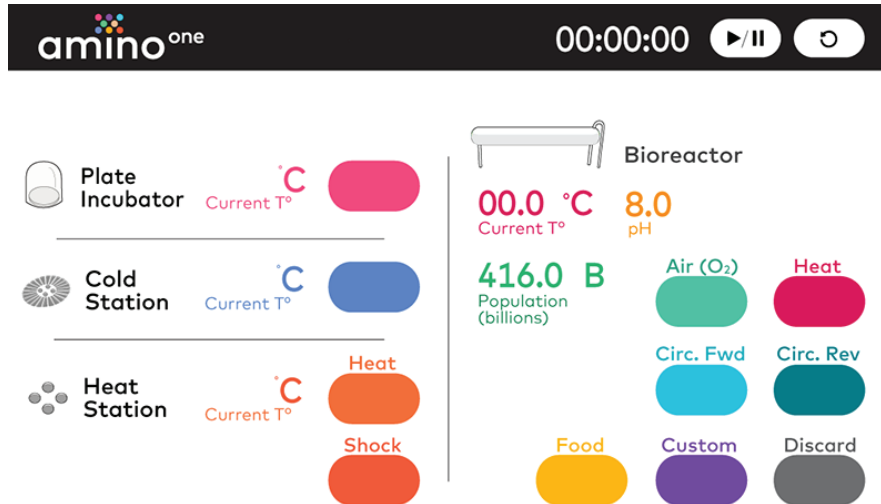 amino one
00:00:00
Plate
Incubator
°C
Current T°
Cold
Station
°C
Current T°
Heat
Station
°C
Current T°
Heat
Shock
Bioreactor
00.0 °C
Current T°
8.0
pH
416.0 B
Population
(billions)
Air (O₂)
Heat
Circ. Fwd
Circ. Rev
Food
Custom
Discard